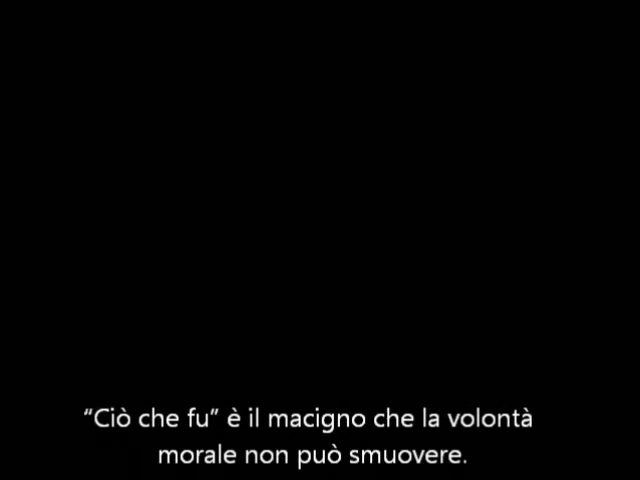 “Ciò che fu” è il macigno che la volontà
morale non può smuovere.